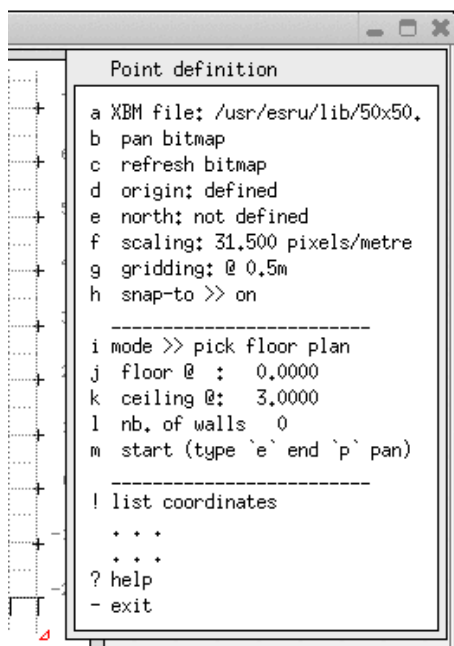 Point definition
a XBM file: /usr/esru/lib/50x50.
b pan bitmap
c refresh bitmap
d origin: defined
e north: not defined
f scaling: 31.500 pixels/metre
g gridding: @ 0.5m
h snap-to >> on
i mode >> pick floor plan
j floor @ : 0.0000
k ceiling @: 3.0000
l nb. of walls 0
m start (type `e` end `p` pan)
! list coordinates
. . .
. . .
? help
- exit